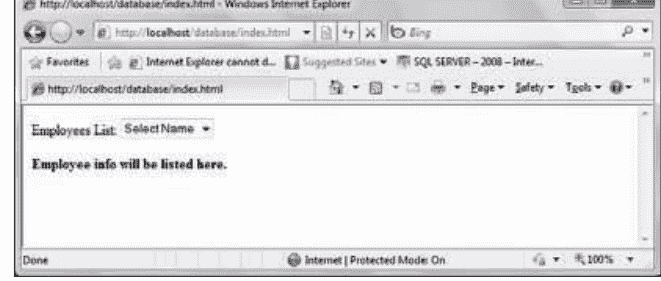 http://localhost/database/index.html - Windows Internet Explorer
http://localhost/database/index.html Bing
Favorites Internet Explorer cannot d... Suggested Sites SQL SERVER – 2008 – Inter...
http://localhost/database/index.html Page Safety Tools
Employees List: Select Name
Employee info will be listed here.
Done Internet | Protected Mode: On 100%